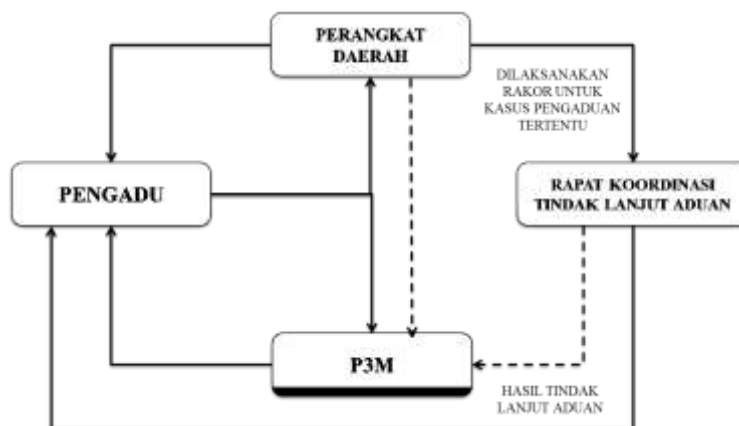 PERANGKAT
DAERAH
DILAKSANAKAN
RAKOR UNTUK
KASUS PENGADUAN
TERTENTU
PENGADU
RAPAT KOORDINASI
TINDAK LANJUT ADUAN
P3M
HASIL TINDAK
LANJUT ADUAN